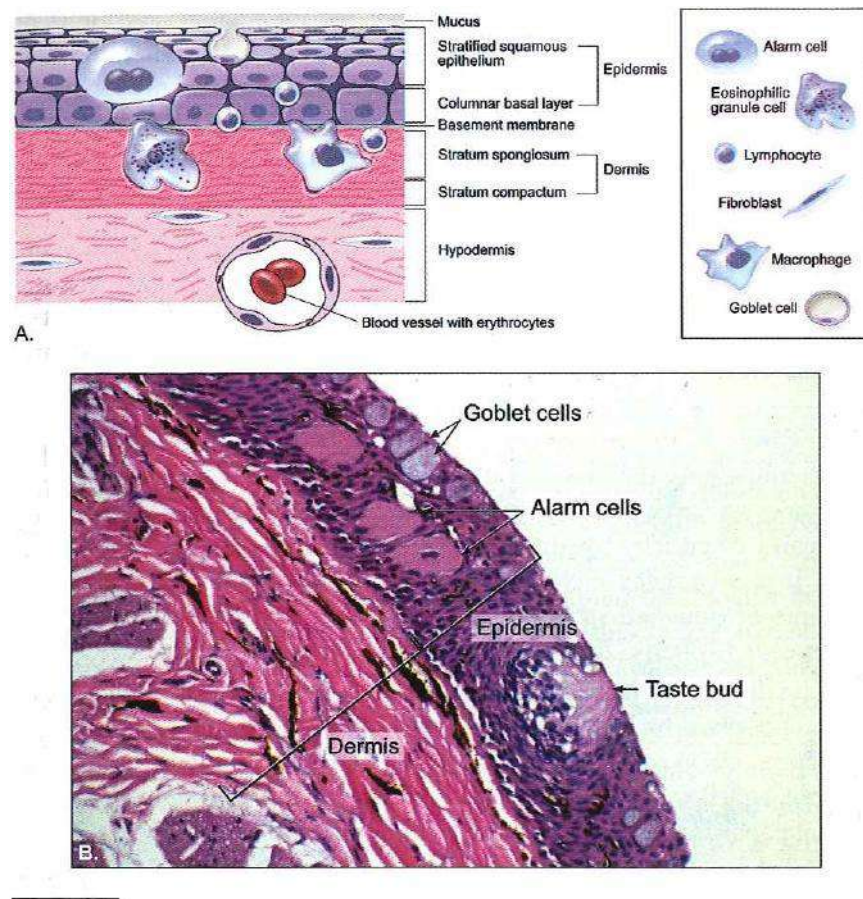 Mucus
Stratified squamous
epithelium
Epidermis
Columnar basal layer
Basement membrane
Stratum spongiosum
Dermis
Stratum compactum
Hypodermis
Blood vessel with erythrocytes
A.
Alarm cell
Eosinophilic
granule cell
Lymphocyte
Fibroblast
Macrophage
Goblet cell
Goblet cells
Alarm cells
Epidermis
Taste bud
Dermis
B.